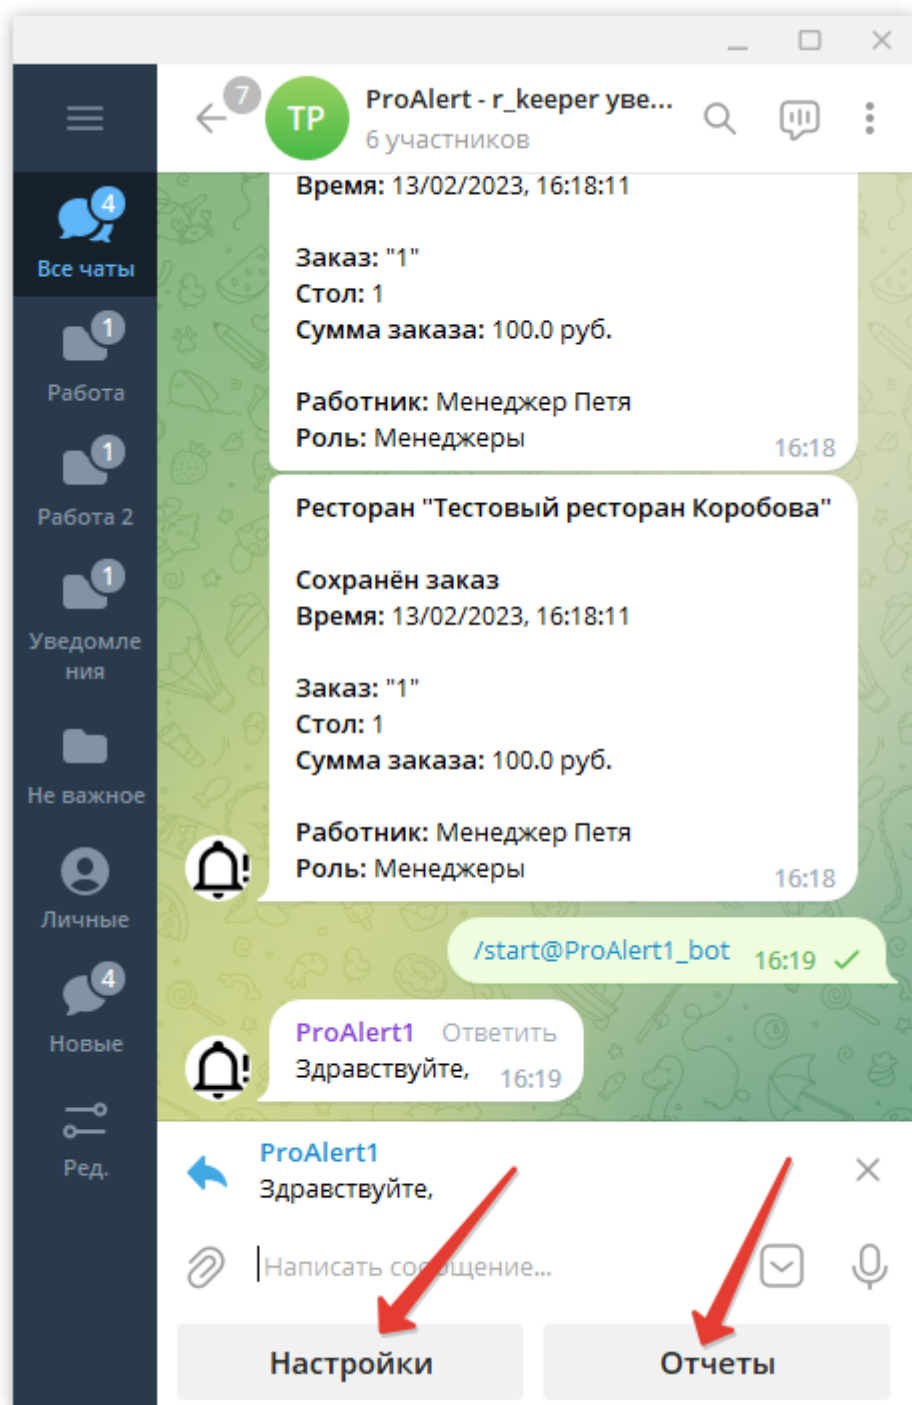 7
TP
ProAlert - r_keeper уве...
6 участников
4
Все чаты
1
Работа
1
Работа 2
1
Уведомле
ния
Не важное
Личные
4
Новые
Ред.
Время: 13/02/2023, 16:18:11
Заказ: "1"
Стол: 1
Сумма заказа: 100.0 руб.
Работник: Менеджер Петя
Роль: Менеджеры
16:18
Ресторан "Тестовый ресторан Коробова"
Сохранён заказ
Время: 13/02/2023, 16:18:11
Заказ: "1"
Стол: 1
Сумма заказа: 100.0 руб.
Работник: Менеджер Петя
Роль: Менеджеры
16:18
/start@ProAlert1_bot 16:19
ProAlert1 Ответить
Здравствуйте, 16:19
ProAlert1
Здравствуйте,
Написать сообщение...
Настройки
Отчеты